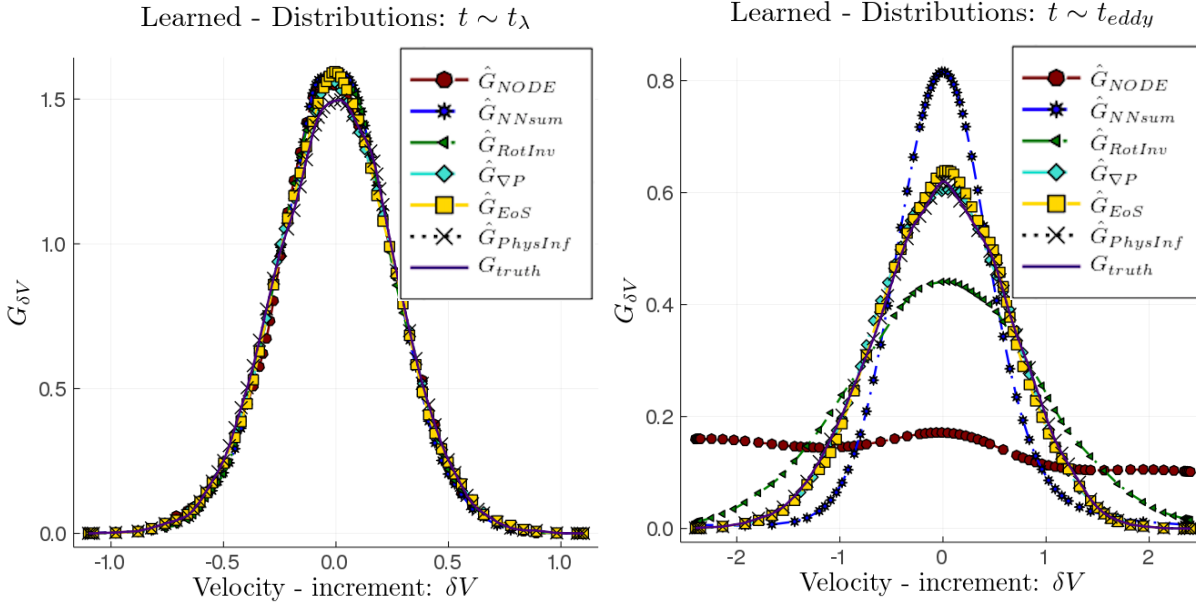 Learned - Distributions: t ∼ t_λ
1.5
1.0
0.5
0.0
G_δV
Ĝ_NODE
Ĝ_NNsum
Ĝ_RotInv
Ĝ_∇P
Ĝ_EoS
Ĝ_PhysInf
G_truth
-1.0 -0.5 0.0 0.5 1.0
Velocity - increment: δV
Learned - Distributions: t ∼ t_eddy
0.8
0.6
0.4
0.2
0.0
G_δV
Ĝ_NODE
Ĝ_NNsum
Ĝ_RotInv
Ĝ_∇P
Ĝ_EoS
Ĝ_PhysInf
G_truth
-2 -1 0 1 2
Velocity - increment: δV